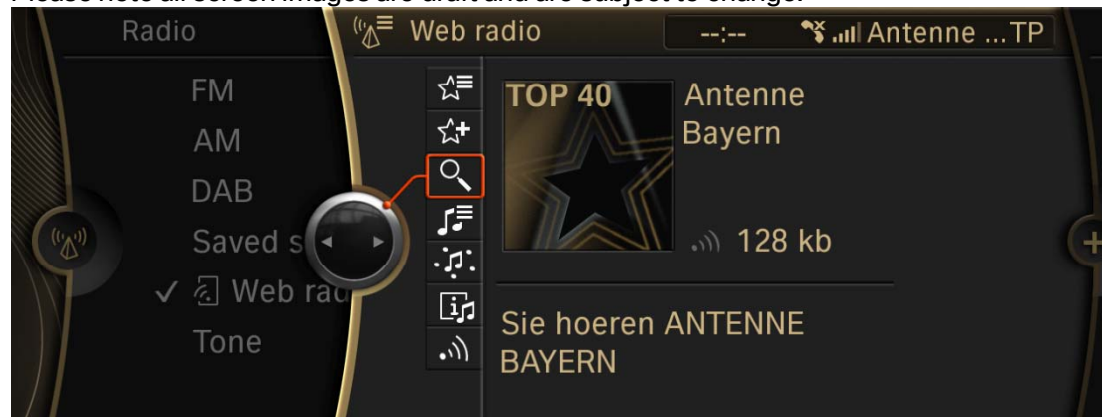 Please note all screen images are draft and are subject to change.
Radio
Web radio
--:--
Antenne ...TP
FM
AM
DAB
Saved s
Web rad
Tone
TOP 40
Antenne
Bayern
128 kb
Sie hoeren ANTENNE
BAYERN